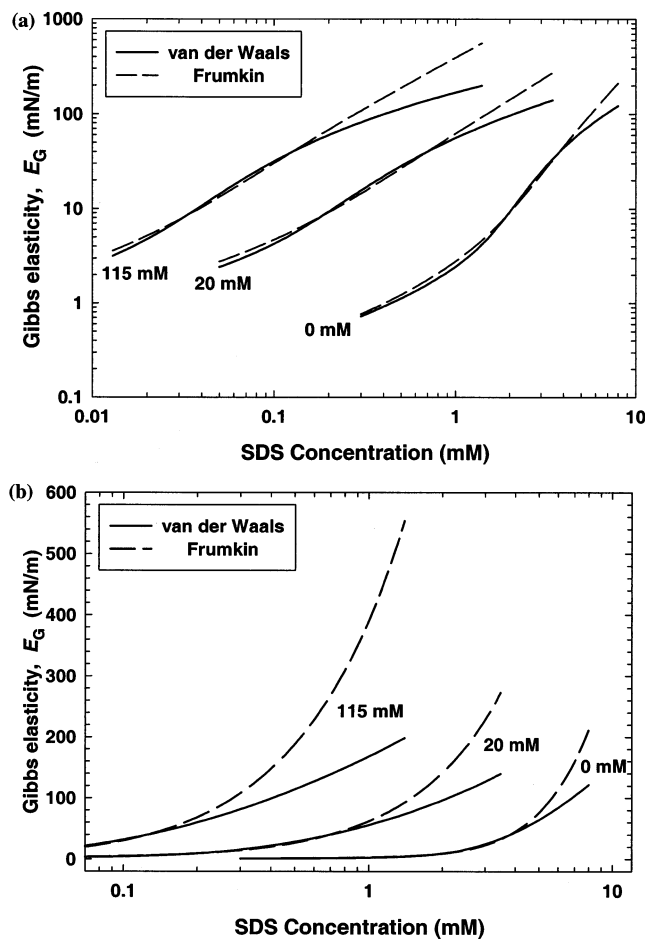 (a)
1000
100
10
1
0.1
Gibbs elasticity, E_G (mN/m)
van der Waals
Frumkin
115 mM
20 mM
0 mM
0.01 0.1 1 10
SDS Concentration (mM)
(b)
600
500
400
300
200
100
0
Gibbs elasticity, E_G (mN/m)
van der Waals
Frumkin
115 mM
20 mM
0 mM
0.1 1 10
SDS Concentration (mM)